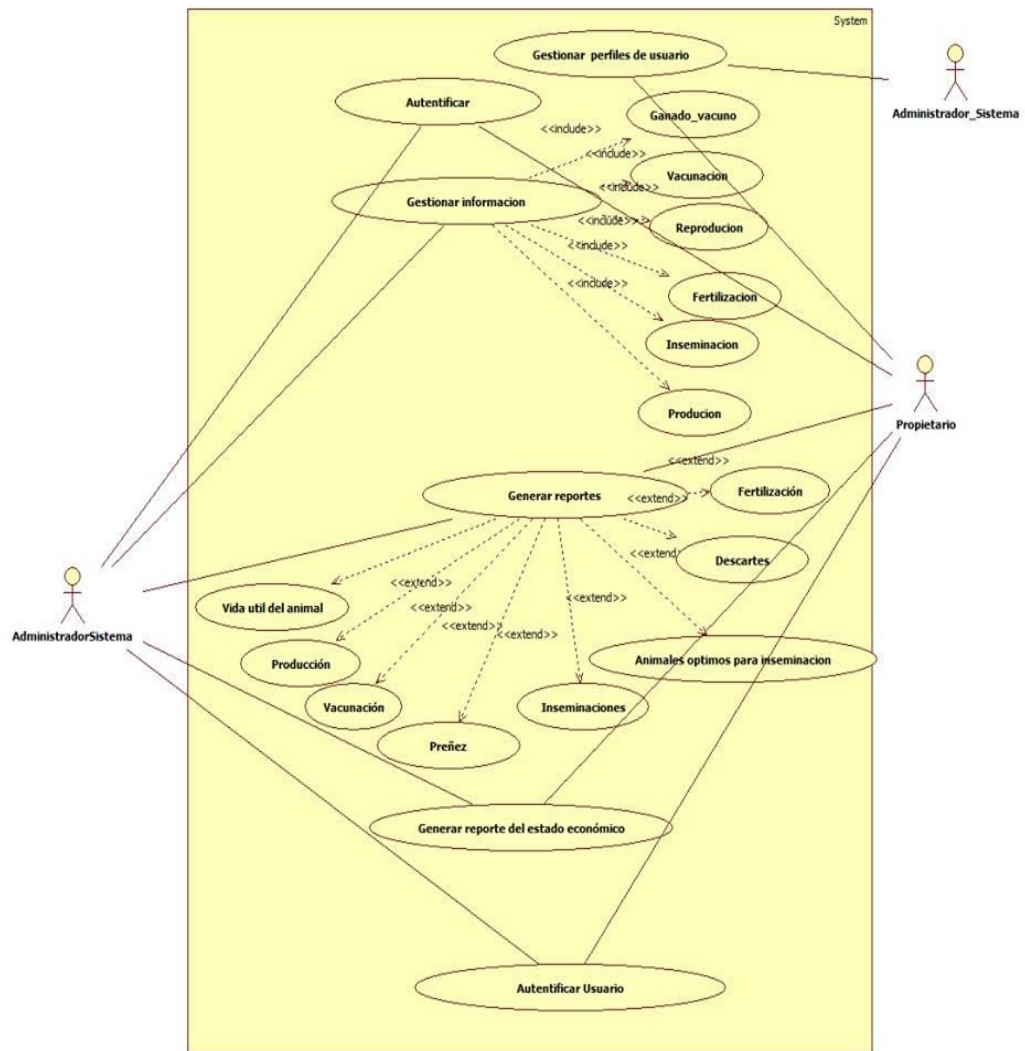 System
Gestionar perfiles de usuario
Administrador_Sistema
Autentificar
Ganado_vacuno
<<include>>
<<include>>
Vacunacion
<<include>>
Gestionar informacion
<<include>>
Reproducion
<<include>>
<<include>>
Fertilizacion
Inseminacion
Producion
Propietario
<<extend>>
Generar reportes
<<extend>>
Fertilización
<<extend>>
Descartes
<<extend>>
<<extend>>
Vida util del animal
<<extend>>
<<extend>>
<<extend>>
AdministradorSistema
Producción
Animales optimos para inseminacion
Vacunación
Inseminaciones
Preñez
Generar reporte del estado económico
Autentificar Usuario